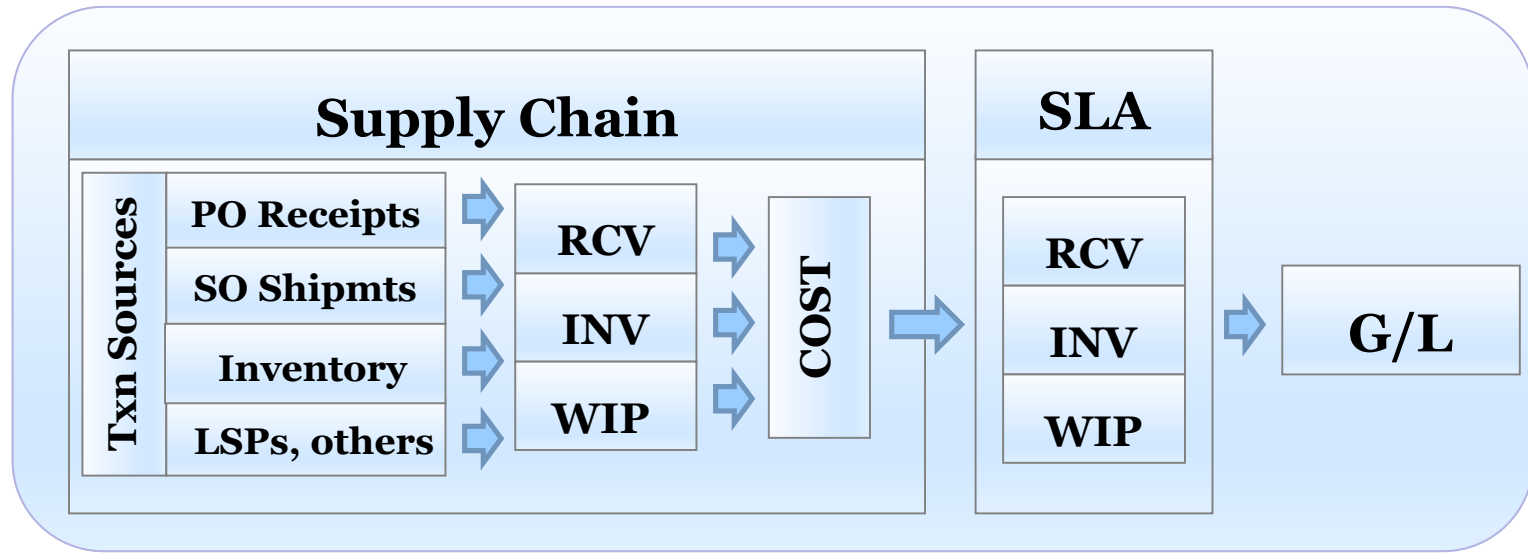 Supply Chain
SLA
Txn Sources
PO Receipts
SO Shipmts
Inventory
LSPs, others
RCV
INV
WIP
COST
RCV
INV
WIP
G/L